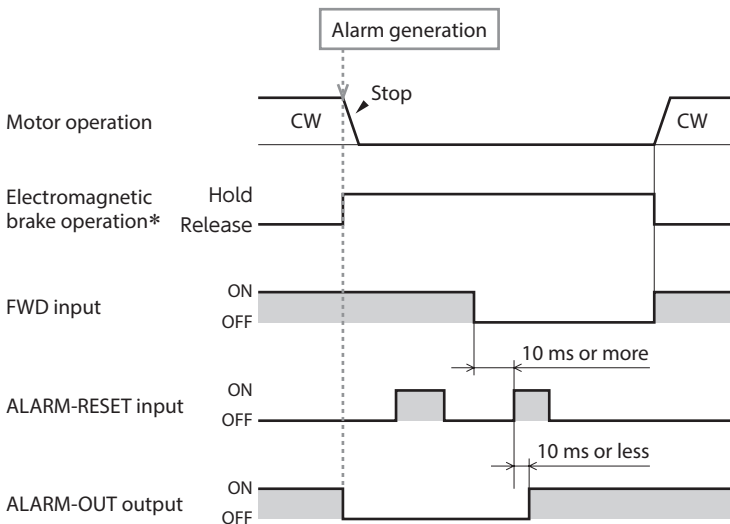 Alarm generation
Stop
Motor operation
CW
CW
Electromagnetic
brake operation*
Hold
Release
FWD input
ON
OFF
10 ms or more
ALARM-RESET input
ON
OFF
10 ms or less
ALARM-OUT output
ON
OFF